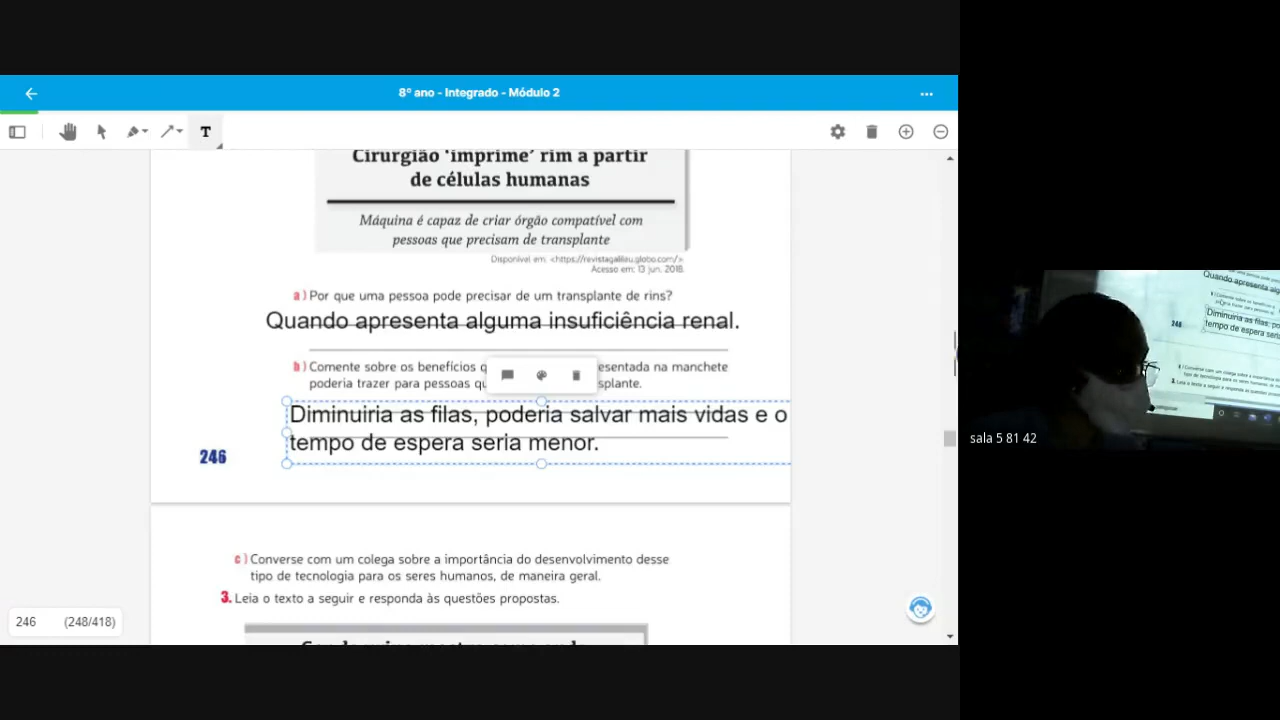 8º ano - Integrado - Módulo 2
T
Cirurgião 'imprime' rim a partir
de células humanas
Máquina é capaz de criar órgão compatível com
pessoas que precisam de transplante
Disponível em: <https://revistagalileu.globo.com/>
Acesso em: 13 jun. 2018.
a) Por que uma pessoa pode precisar de um transplante de rins?
Quando apresenta alguma insuficiência renal.
b) Comente sobre os benefícios q esentada na manchete
poderia trazer para pessoas qu splante.
Diminuiria as filas, poderia salvar mais vidas e o
tempo de espera seria menor.
246
c) Converse com um colega sobre a importância do desenvolvimento desse
tipo de tecnologia para os seres humanos, de maneira geral.
3. Leia o texto a seguir e responda às questões propostas.
246 (248/418)
sala 5 81 42